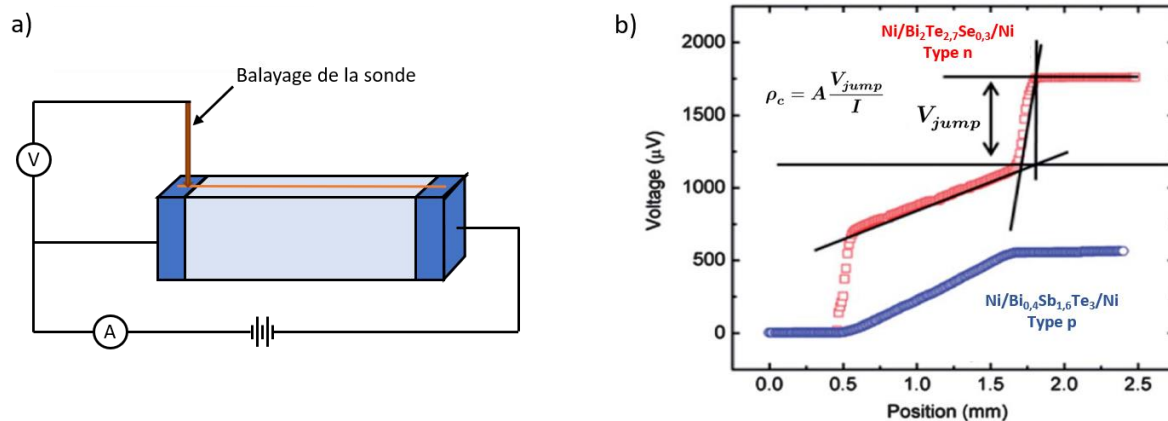 a)
Balayage de la sonde
V
A
b)
Ni/Bi₂Te₂,₇Se₀,₃/Ni
Type n
ρc = A Vjump / I
Vjump
Ni/Bi₀,₄Sb₁,₆Te₃/Ni
Type p
Voltage (μV)
2000
1500
1000
500
0
0.0 0.5 1.0 1.5 2.0 2.5
Position (mm)